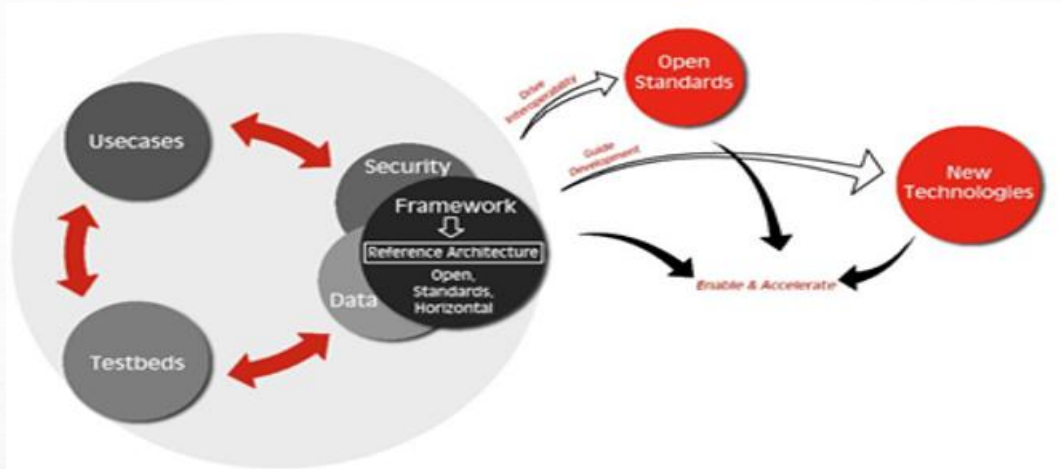 Usecases
Testbeds
Security
Data
Framework
Reference Architecture
Open,
Standards,
Horizontal
Drive
Interoperability
Open
Standards
Guide
Development
New
Technologies
Enable & Accelerate